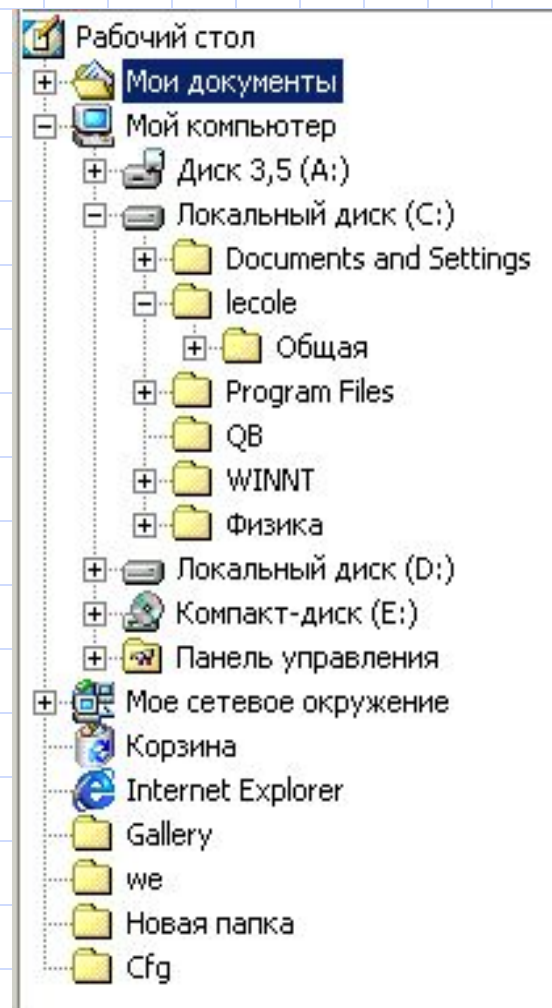 Рабочий стол
Мои документы
Мой компьютер
Диск 3,5 (A:)
Локальный диск (C:)
Documents and Settings
lecole
Общая
Program Files
QB
WINNT
Физика
Локальный диск (D:)
Компакт-диск (E:)
Панель управления
Мое сетевое окружение
Корзина
Internet Explorer
Gallery
we
Новая папка
Cfg